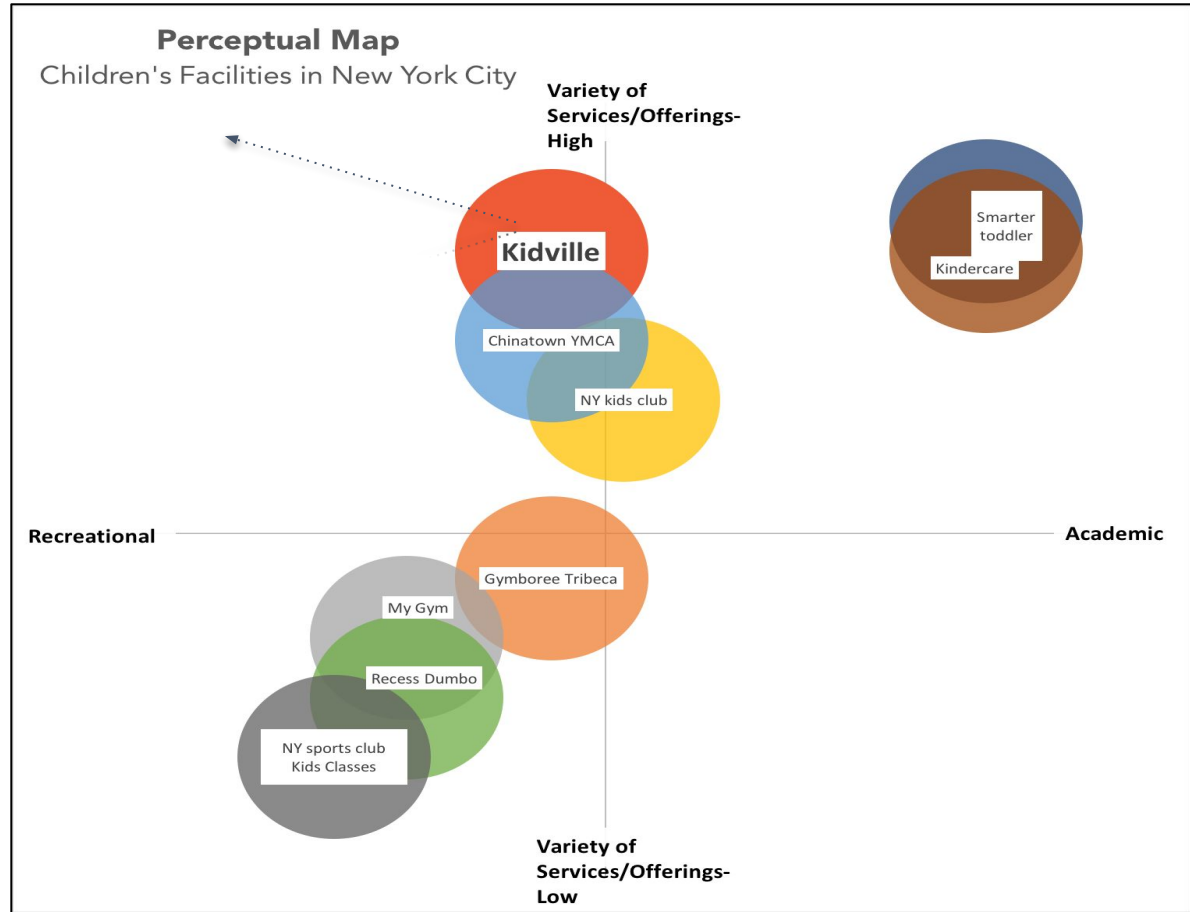 Perceptual Map
Children's Facilities in New York City
Variety of
Services/Offerings-
High
Smarter
toddler
Kindercare
Kidville
Chinatown YMCA
NY kids club
Recreational
Academic
Gymboree Tribeca
My Gym
Recess Dumbo
NY sports club
Kids Classes
Variety of
Services/Offerings-
Low